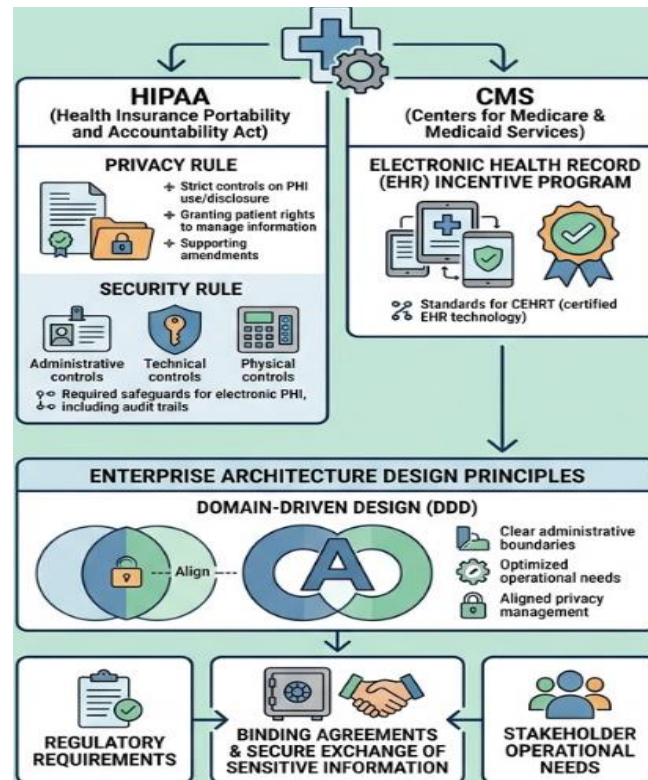 HIPAA
(Health Insurance Portability
and Accountability Act)
PRIVACY RULE
Strict controls on PHI
use/disclosure
Granting patient rights
to manage information
Supporting
amendments
SECURITY RULE
Administrative
controls
Technical
controls
Physical
controls
Required safeguards for electronic PHI,
including audit trails
CMS
(Centers for Medicare &
Medicaid Services)
ELECTRONIC HEALTH RECORD
(EHR) INCENTIVE PROGRAM
Standards for CEHRT (certified
EHR technology)
ENTERPRISE ARCHITECTURE DESIGN PRINCIPLES
DOMAIN-DRIVEN DESIGN (DDD)
Align
A
Clear administrative
boundaries
Optimized
operational needs
Aligned privacy
management
REGULATORY
REQUIREMENTS
BINDING AGREEMENTS
& SECURE EXCHANGE OF
SENSITIVE INFORMATION
STAKEHOLDER
OPERATIONAL
NEEDS